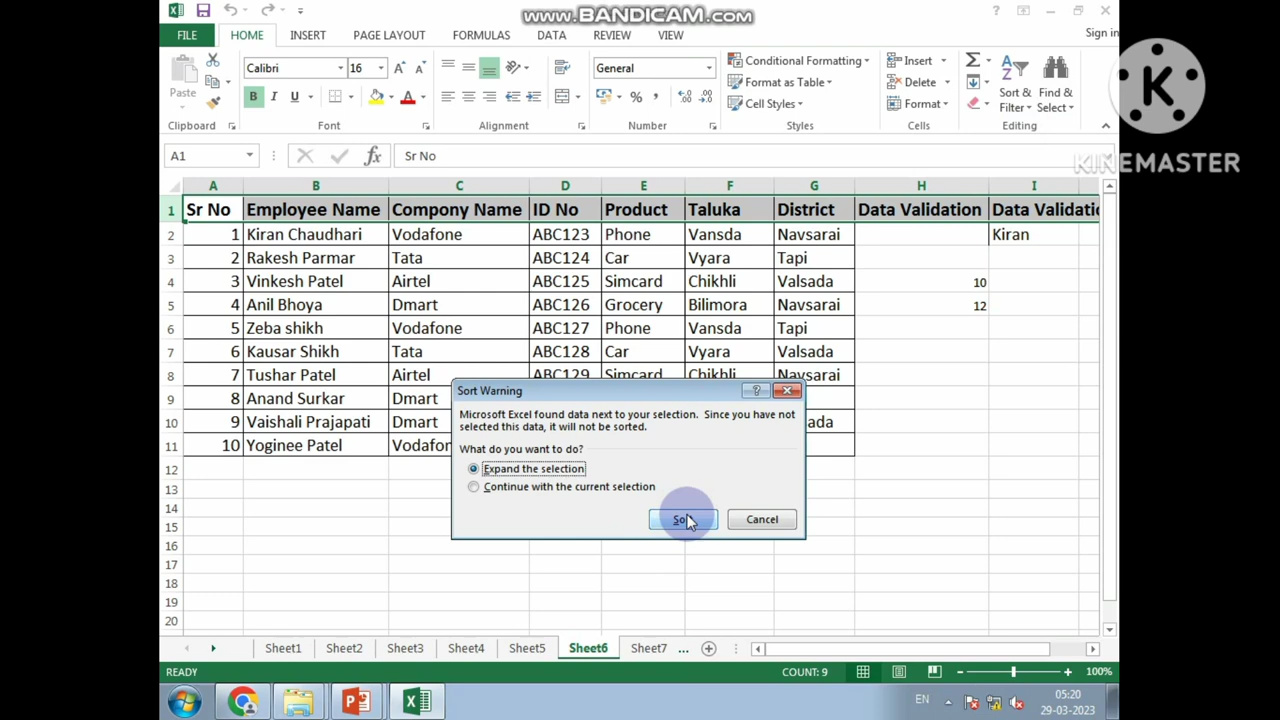 www.BANDICAM.com
Sign in
FILE HOME INSERT PAGE LAYOUT FORMULAS DATA REVIEW VIEW
Paste
Calibri 16
B I U A
General
% ,
Conditional Formatting
Format as Table
Cell Styles
Insert
Delete
Format
Sort & Filter
Find & Select
Clipboard Font Alignment Number Styles Cells Editing
K
KINEMASTER
A1 fx Sr No
A B C D E F G H I
1 Sr No Employee Name Compony Name ID No Product Taluka District Data Validation Data Validatio
2 1 Kiran Chaudhari Vodafone ABC123 Phone Vansda Navsarai Kiran
3 2 Rakesh Parmar Tata ABC124 Car Vyara Tapi
4 3 Vinkesh Patel Airtel ABC125 Simcard Chikhli Valsada 10
5 4 Anil Bhoya Dmart ABC126 Grocery Bilimora Navsarai 12
6 5 Zeba shikh Vodafone ABC127 Phone Vansda Tapi
7 6 Kausar Shikh Tata ABC128 Car Vyara Valsada
8 7 Tushar Patel Airtel ABC129 Simcard Chikhli Navsarai
9 8 Anand Surkar Dmart
10 9 Vaishali Prajapati Dmart ada
11 10 Yoginee Patel Vodafon
12
13
14
15
16
17
18
19
20
Sort Warning
Microsoft Excel found data next to your selection. Since you have not
selected this data, it will not be sorted.
What do you want to do?
Expand the selection
Continue with the current selection
Sort Cancel
Sheet1 Sheet2 Sheet3 Sheet4 Sheet5 Sheet6 Sheet7 ...
READY COUNT: 9 100%
EN 05:20
29-03-2023